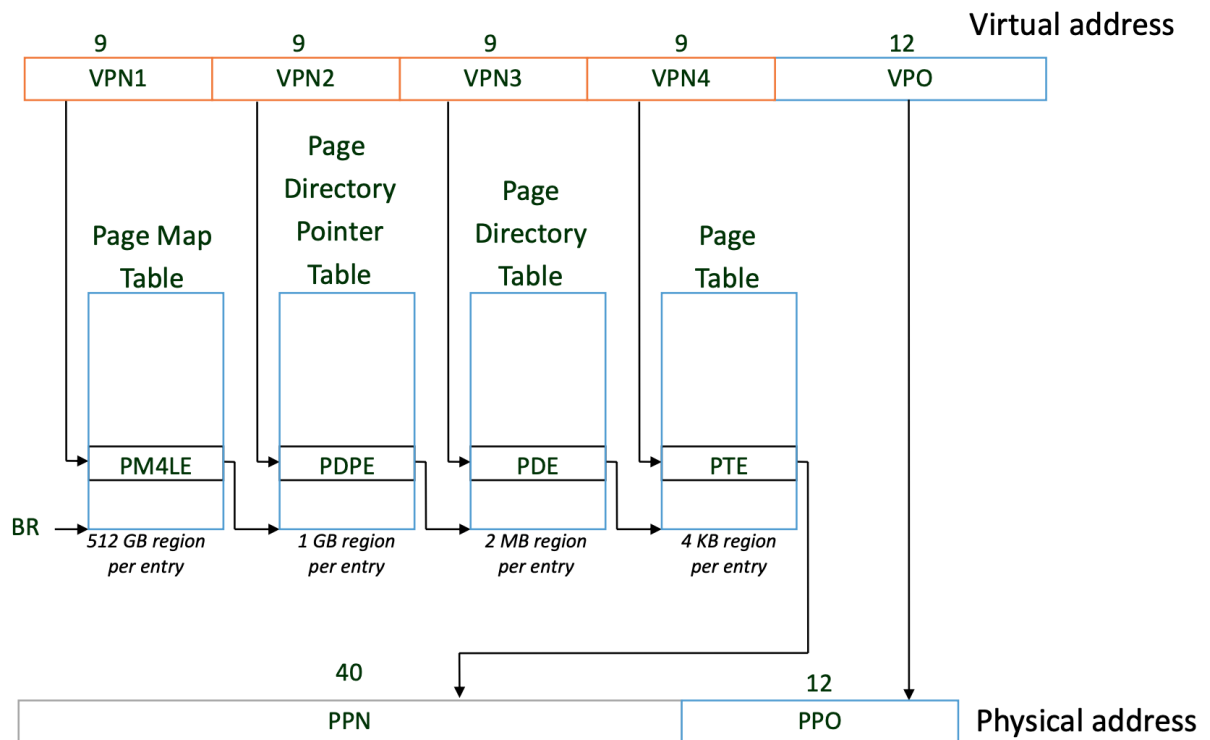 Virtual address
9
9
9
9
12
VPN1
VPN2
VPN3
VPN4
VPO
Page Map
Table
Page
Directory
Pointer
Table
Page
Directory
Table
Page
Table
PM4LE
PDPE
PDE
PTE
BR
512 GB region
per entry
1 GB region
per entry
2 MB region
per entry
4 KB region
per entry
40
12
PPN
PPO
Physical address